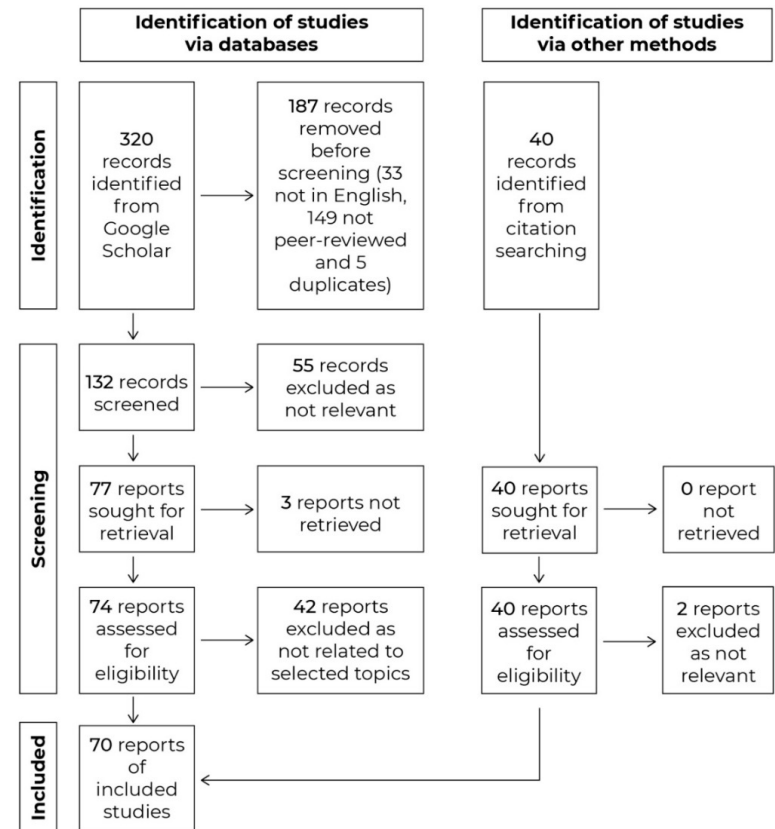 Identification of studies
via databases
Identification of studies
via other methods
Identification
320
records
identified
from
Google
Scholar
187 records
removed
before
screening (33
not in English,
149 not
peer-reviewed
and 5
duplicates)
40
records
identified
from
citation
searching
Screening
132 records
screened
55 records
excluded as
not relevant
77 reports
sought for
retrieval
3 reports not
retrieved
40 reports
sought for
retrieval
0 report
not
retrieved
74 reports
assessed
for
eligibility
42 reports
excluded as
not related to
selected topics
40 reports
assessed
for
eligibility
2 reports
excluded
as not
relevant
Included
70 reports
of
included
studies